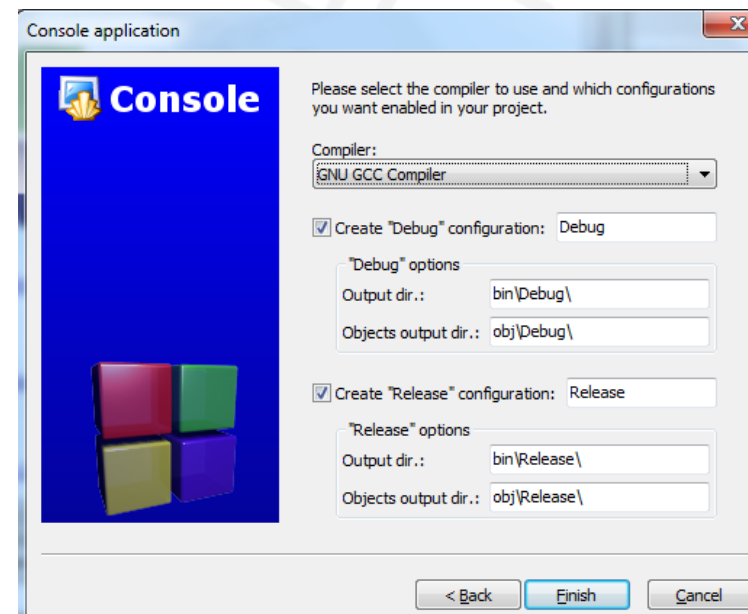 Console application
Console
Please select the compiler to use and which configurations
you want enabled in your project.
Compiler:
GNU GCC Compiler
Create "Debug" configuration: Debug
"Debug" options
Output dir.: bin\Debug\
Objects output dir.: obj\Debug\
Create "Release" configuration: Release
"Release" options
Output dir.: bin\Release\
Objects output dir.: obj\Release\
< Back Finish Cancel